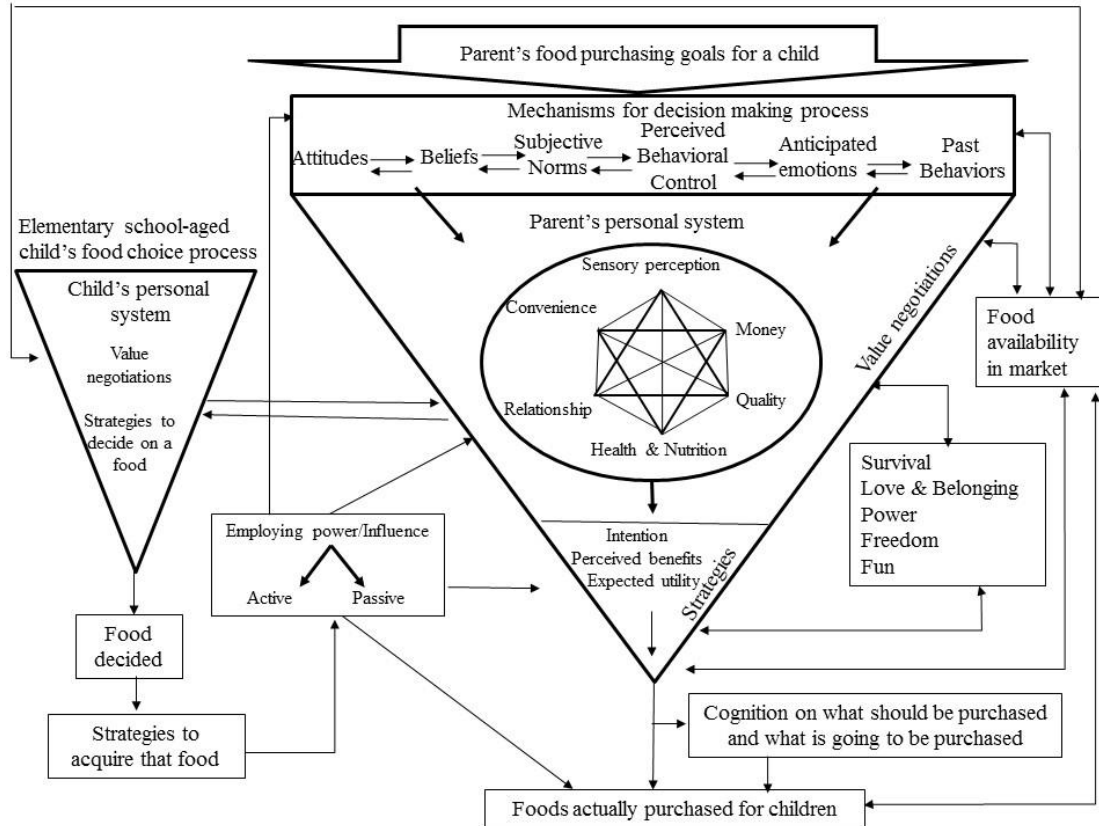 Parent’s food purchasing goals for a child
Mechanisms for decision making process
Attitudes
Beliefs
Subjective
Norms
Perceived
Behavioral
Control
Anticipated
emotions
Past
Behaviors
Elementary school-aged
child’s food choice process
Child’s personal
system
Value
negotiations
Strategies to
decide on a
food
Parent’s personal system
Sensory perception
Convenience
Money
Relationship
Quality
Health & Nutrition
Value negotiations
Food
availability
in market
Survival
Love & Belonging
Power
Freedom
Fun
Employing power/Influence
Active
Passive
Intention
Perceived benefits
Expected utility
Strategies
Food
decided
Strategies to
acquire that food
Cognition on what should be purchased
and what is going to be purchased
Foods actually purchased for children